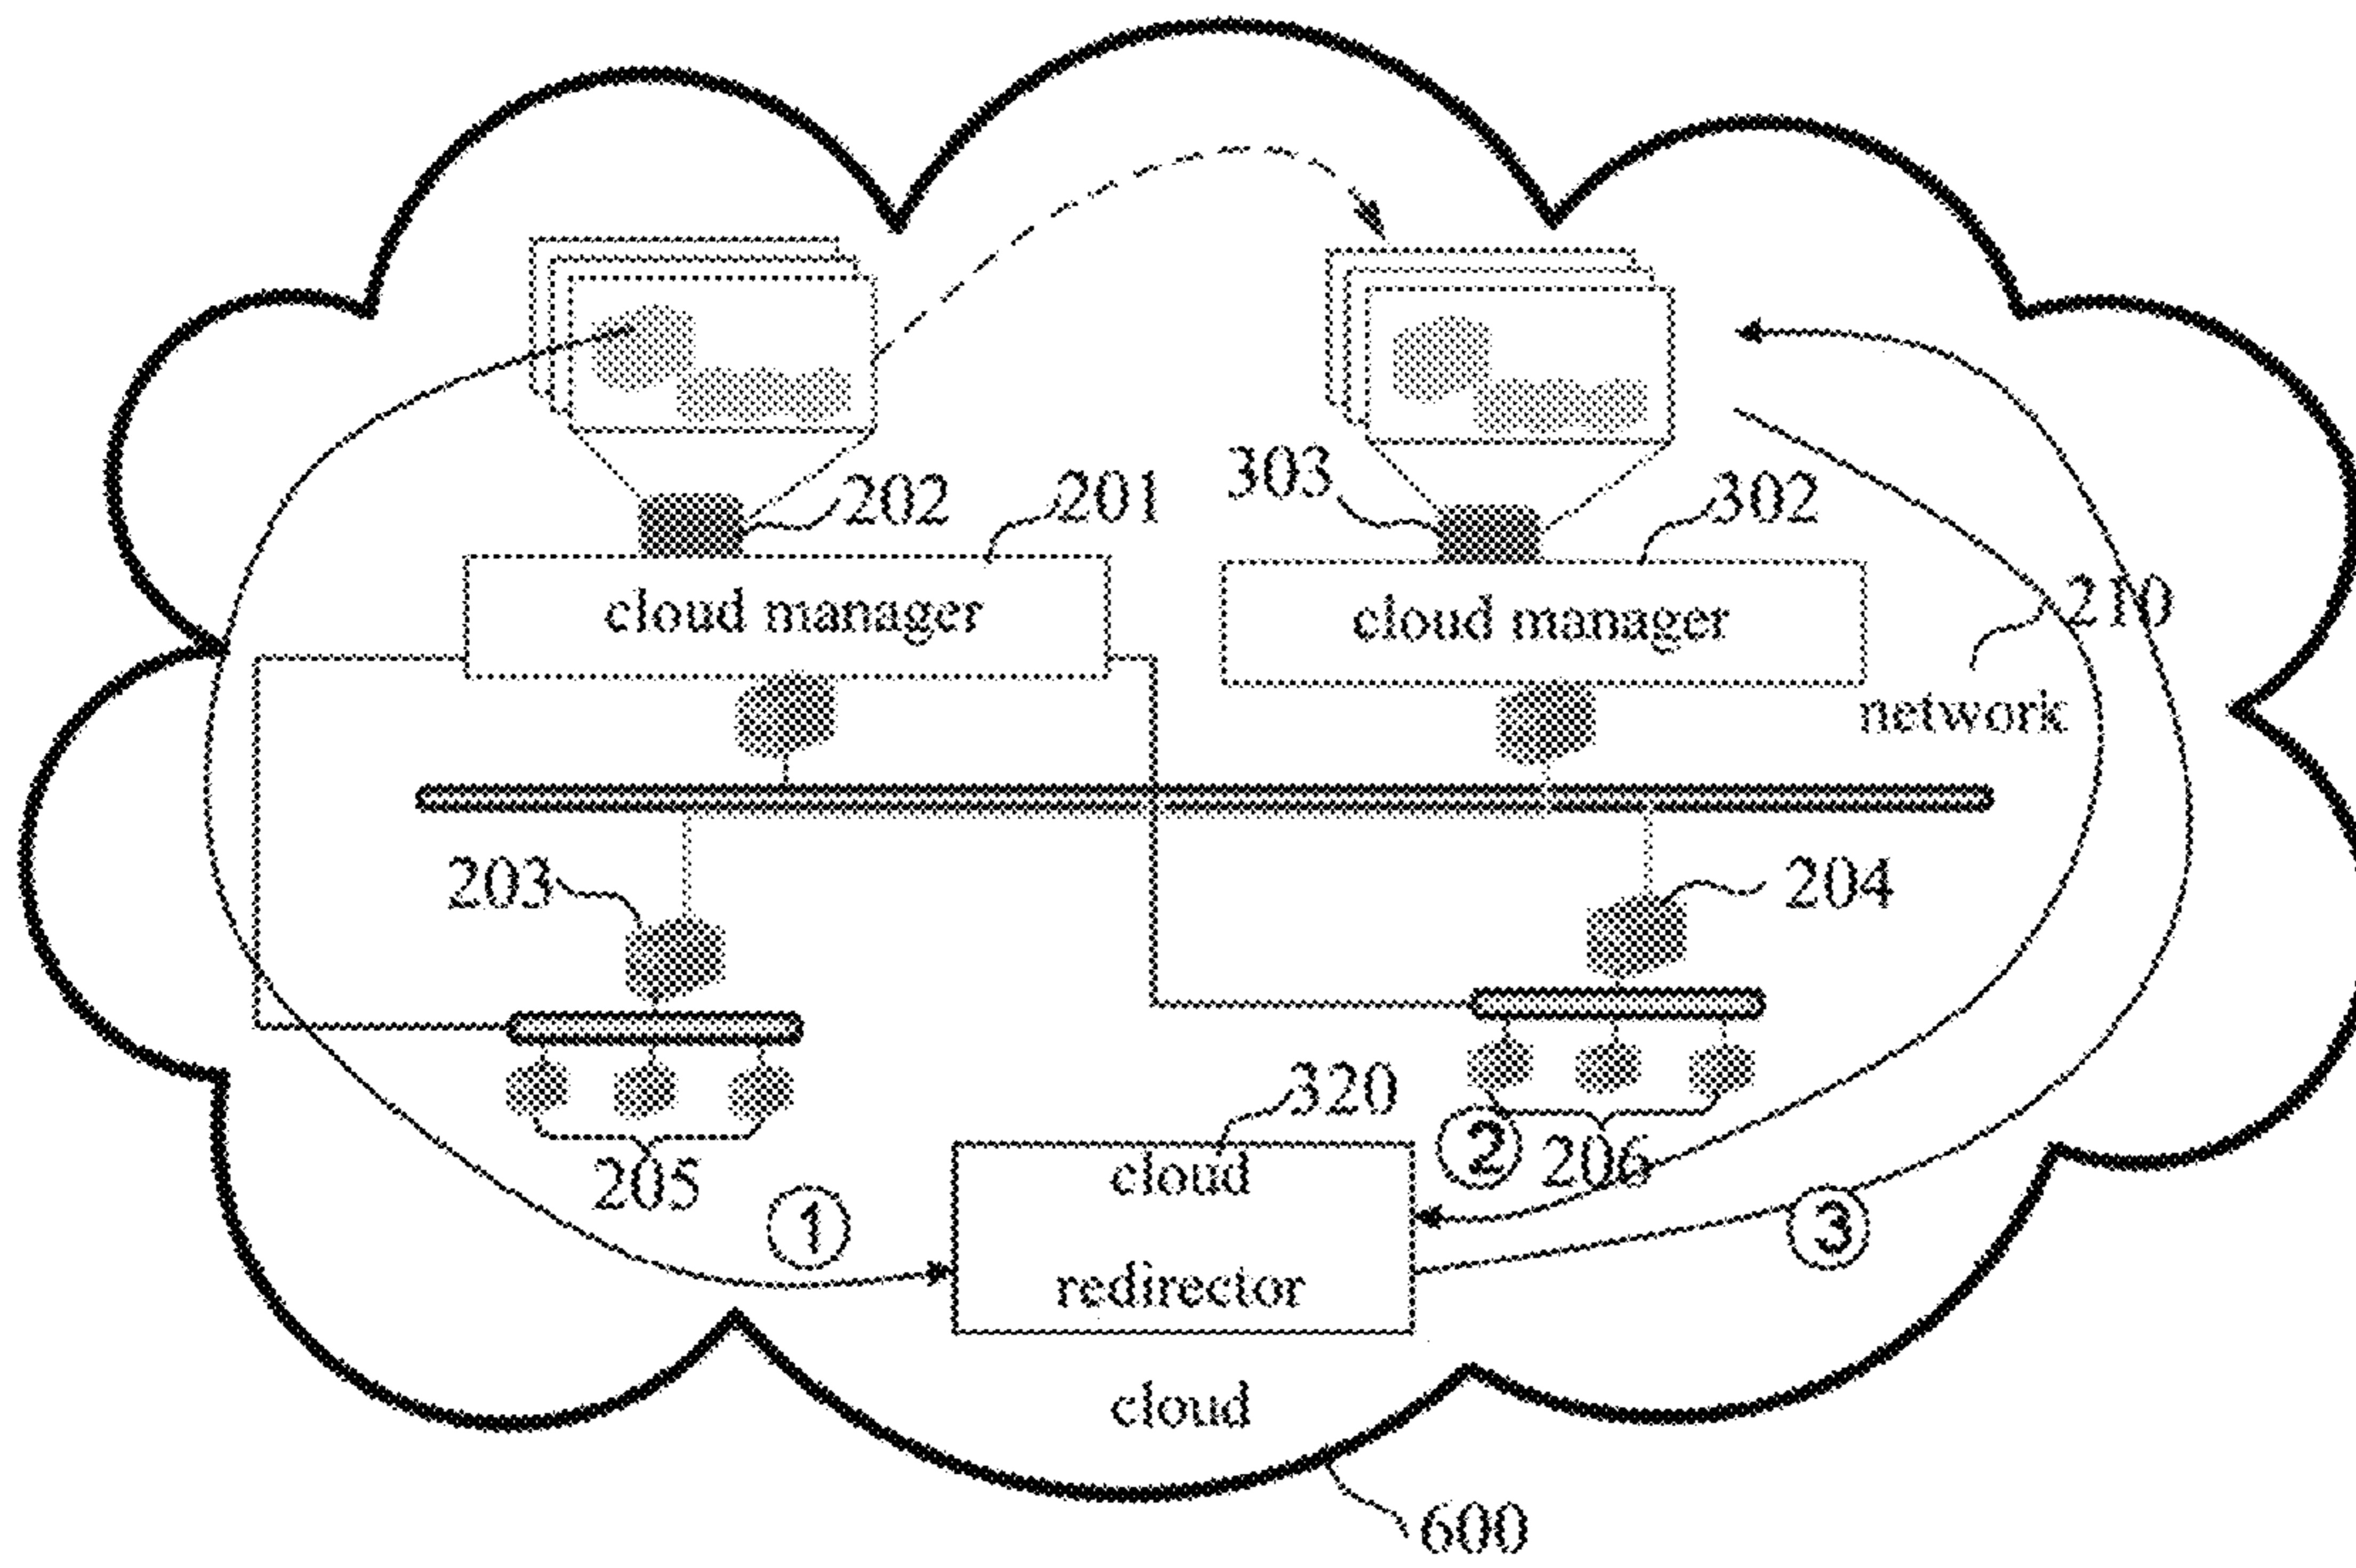 202
201
303
302
cloud manager
cloud manager
210
network
203
204
320
205
②
206
①
cloud
redirector
③
cloud
600